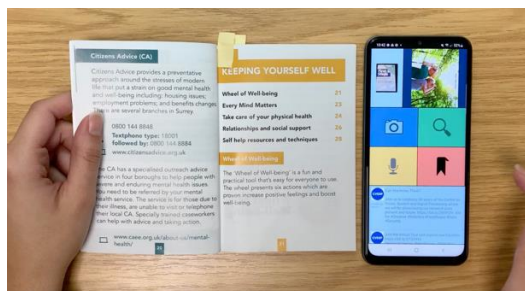 Citizens Advice (CA)
Citizens Advice provides a preventative
approach around the stresses of modern
life that put a strain on good mental health
and well-being including: housing issues;
employment problems; and benefits changes.
There are several branches in Surrey.
0800 144 8848
Textphone type: 18001
followed by: 0800 144 8884
www.citizensadvice.org.uk
The CA has a specialised outreach advice
service in four boroughs to help people with
severe and enduring mental health issues.
You need to be referred by your mental
health service. The service is for those due to
their illness, are unable to visit or telephone
their local CA. Specially trained caseworkers
can help with advice and taking action.
www.caew.org.uk/about-us/mental-
health/
KEEPING YOURSELF WELL
Wheel of Well-being 21
Every Mind Matters 23
Take care of your physical health 24
Relationships and social support 26
Self help resources and techniques 28
Wheel of Well-being
The 'Wheel of Well-being' is a fun and
practical tool that's easy for everyone to use.
The wheel presents six actions which are
proven increase positive feelings and boost
well-being.